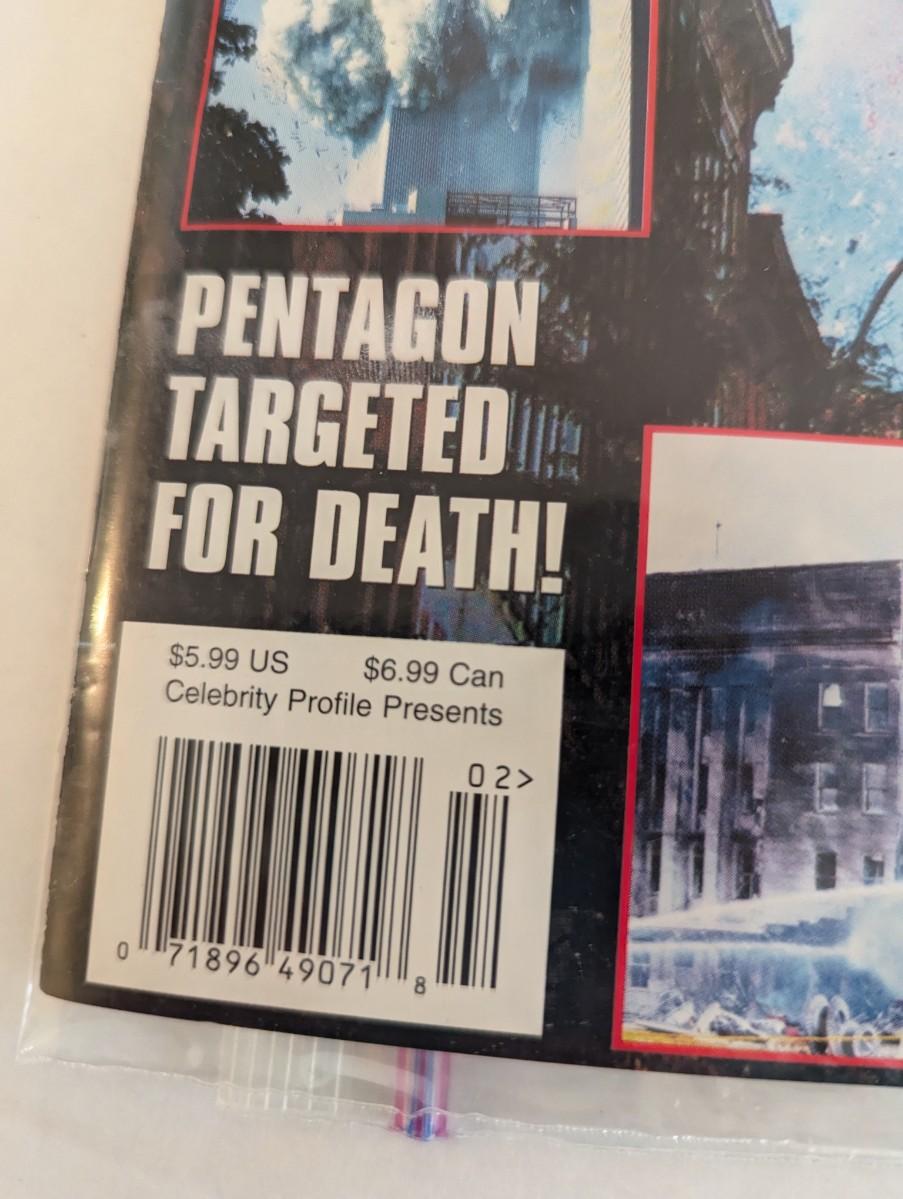 PENTAGON
TARGETED
FOR DEATH!
$5.99 US $6.99 Can
Celebrity Profile Presents
02>
0 71896 49071 8